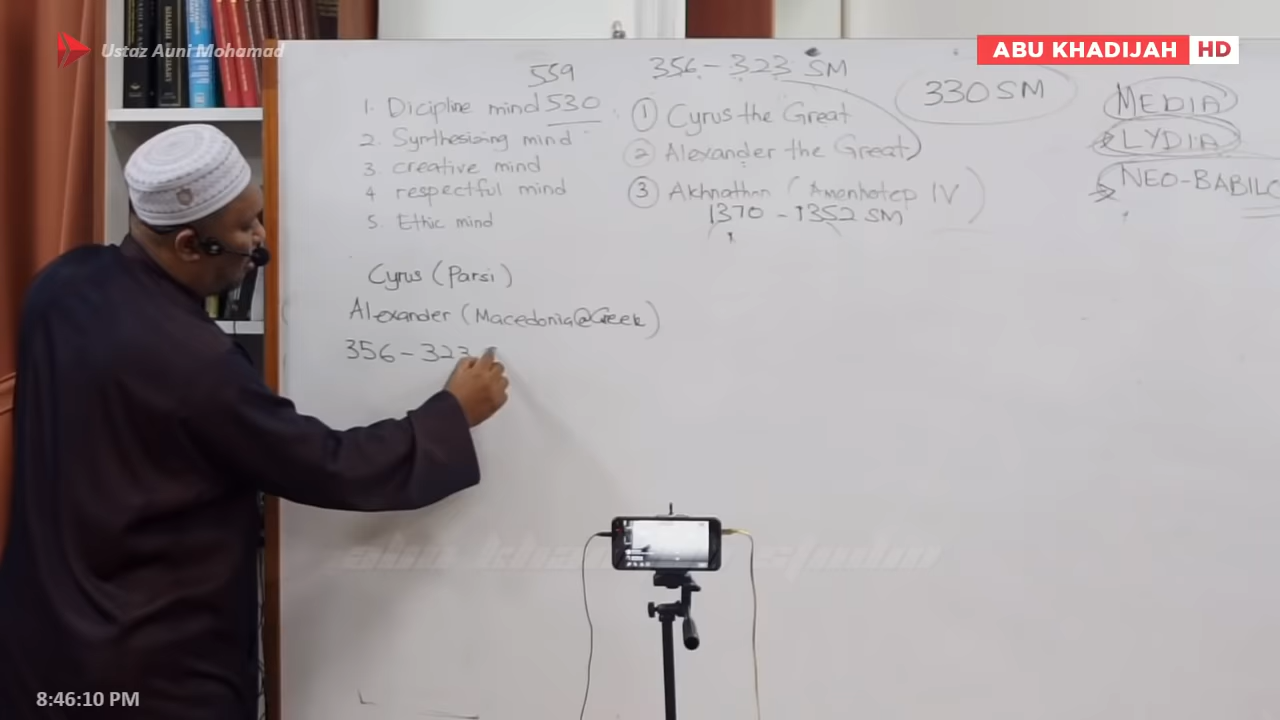 Ustaz Auni Mohamad
ABU KHADIJAH HD
559
356 - 323 SM
330 SM
MEDIA
LYDIA
NEO-BABILO
1. Dicipline mind 530
2. Synthesizing mind
3. creative mind
4 respectful mind
5. Ethic mind
1 Cyrus the Great
2 Alexander the Great
3 Akhnathan (Amenhotep IV)
1370 - 1352 SM
Cyrus (Parsi)
Alexander (Macedonia@Greek)
356 - 323
8:46:10 PM